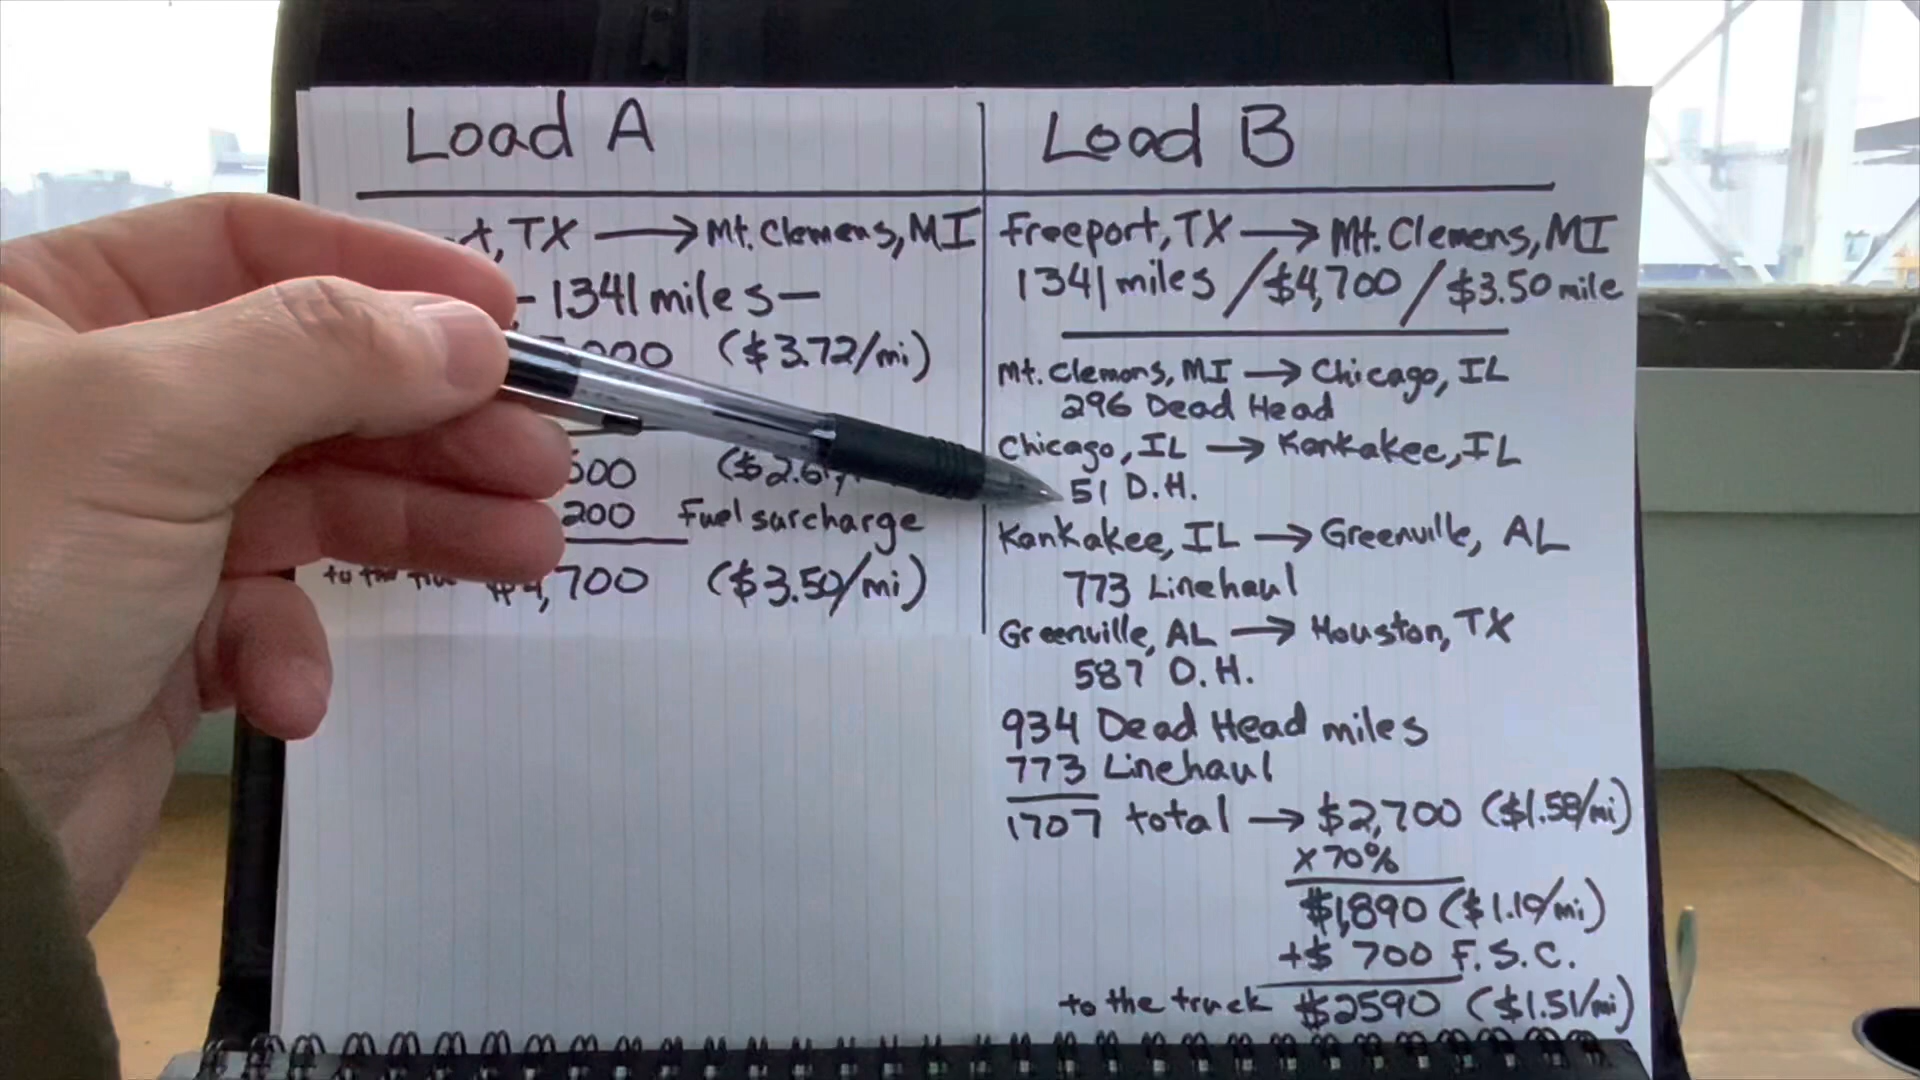 Load A
TX → Mt. Clemens, MI
- 1341 miles -
000 ($3.72/mi)
200 Fuel surcharge
to the $4,700 ($3.50/mi)
Load B
Freeport, TX → Mt. Clemens, MI
1341 miles / $4,700 / $3.50 mile
Mt. Clemons, MI → Chicago, IL
296 Dead Head
Chicago, IL → Kankakee, IL
51 D.H.
Kankakee, IL → Greenville, AL
773 Linehaul
Greenville, AL → Houston, TX
587 D.H.
934 Dead Head miles
773 Linehaul
1707 total → $2,700 ($1.58/mi)
x 70%
$1,890 ($1.10/mi)
+$ 700 F.S.C.
to the truck $2590 ($1.51/mi)